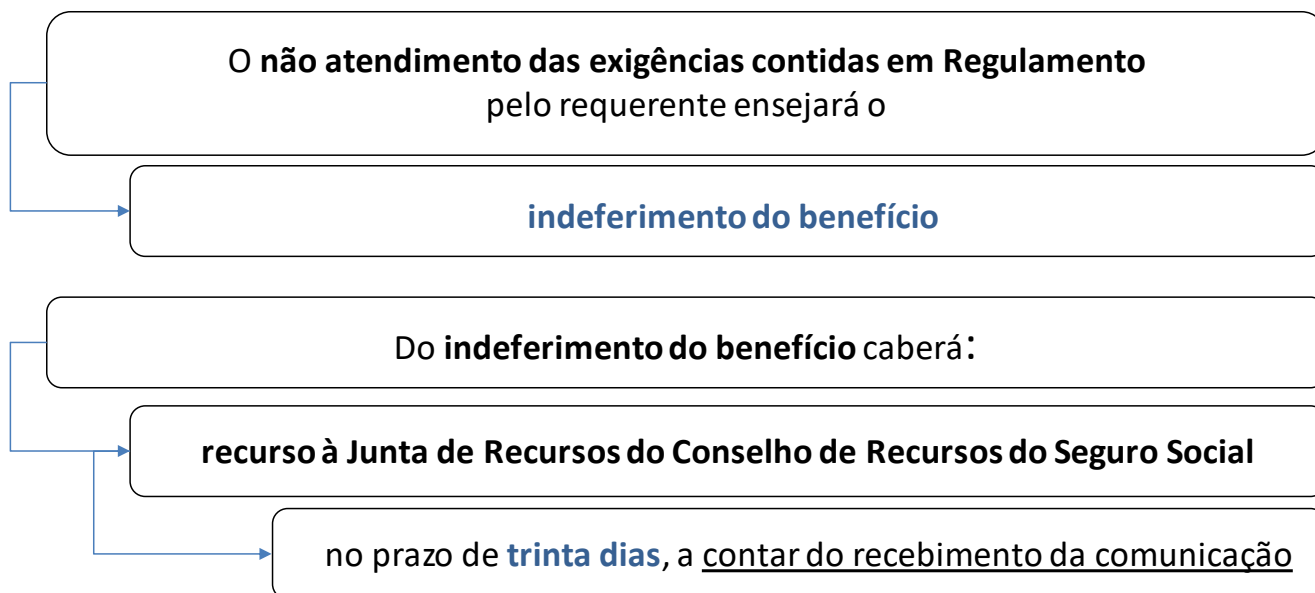 O não atendimento das exigências contidas em Regulamento
pelo requerente ensejará o
indeferimento do benefício
Do indeferimento do benefício caberá:
recurso à Junta de Recursos do Conselho de Recursos do Seguro Social
no prazo de trinta dias, a contar do recebimento da comunicação